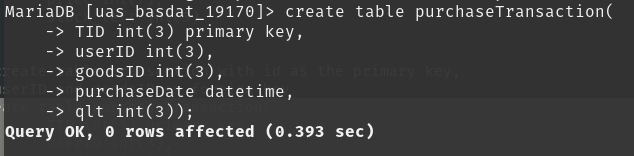 MariaDB [uas_basdat_19170]> create table purchaseTransaction(
    -> TID int(3) primary key,
    -> userID int(3),
    -> goodsID int(3),
    -> purchaseDate datetime,
    -> qlt int(3));
Query OK, 0 rows affected (0.393 sec)